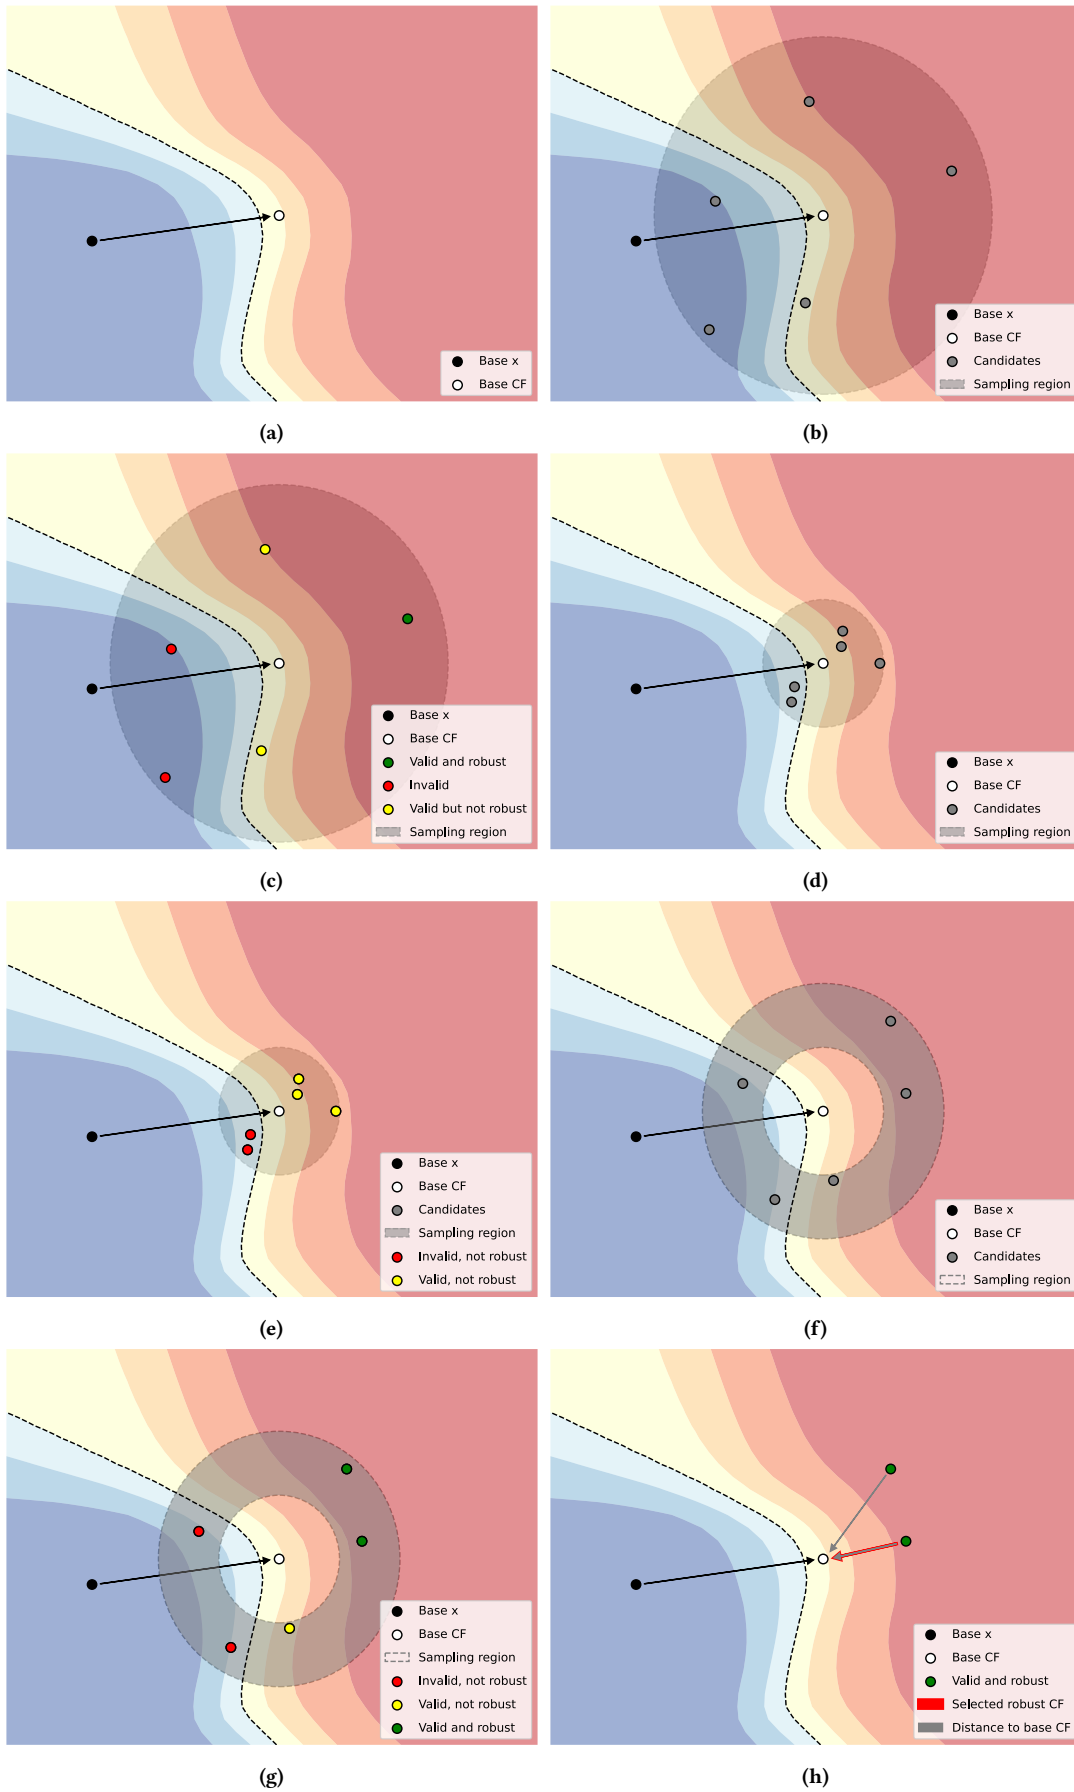 Base x
Base CF
(a)
Base x
Base CF
Candidates
Sampling region
(b)
Base x
Base CF
Valid and robust
Invalid
Valid but not robust
Sampling region
(c)
Base x
Base CF
Candidates
Sampling region
(d)
Base x
Base CF
Candidates
Sampling region
Invalid, not robust
Valid, not robust
(e)
Base x
Base CF
Candidates
Sampling region
(f)
Base x
Base CF
Sampling region
Invalid, not robust
Valid, not robust
Valid and robust
(g)
Base x
Base CF
Valid and robust
Selected robust CF
Distance to base CF
(h)